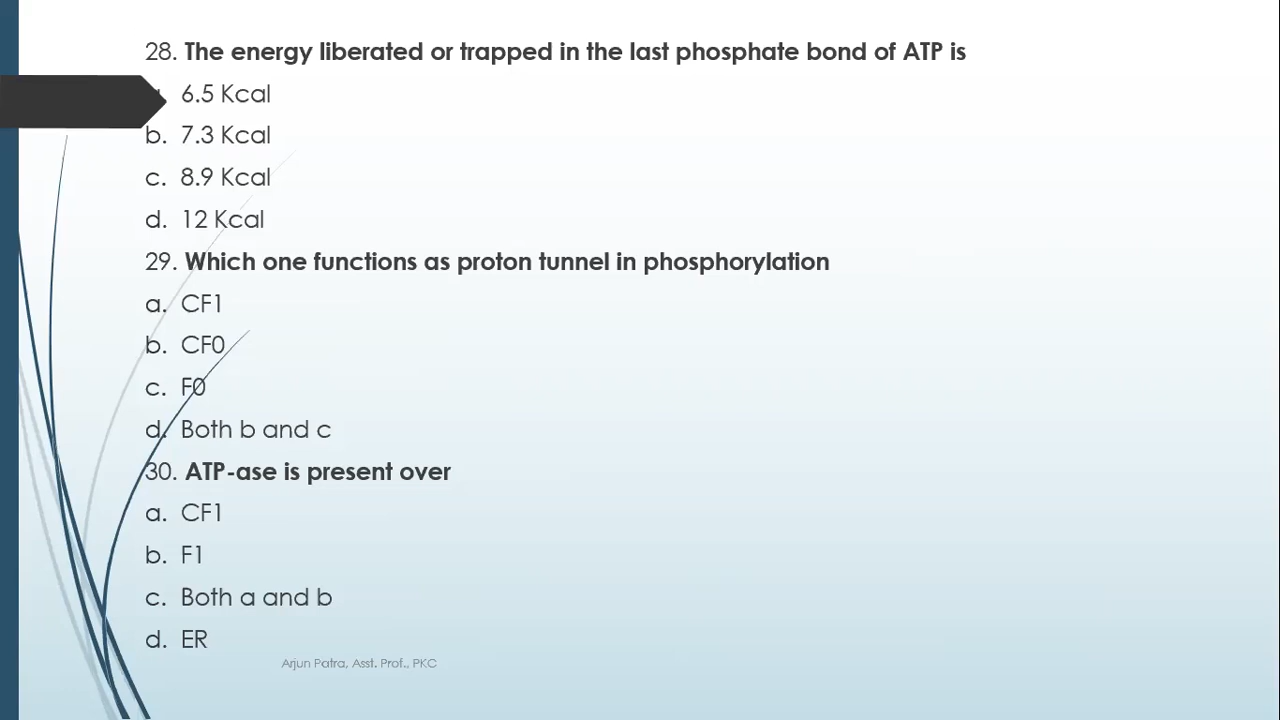 28. The energy liberated or trapped in the last phosphate bond of ATP is
6.5 Kcal
b. 7.3 Kcal
c. 8.9 Kcal
d. 12 Kcal
29. Which one functions as proton tunnel in phosphorylation
a. CF1
b. CF0
c. F0
d. Both b and c
30. ATP-ase is present over
a. CF1
b. F1
c. Both a and b
d. ER
Arjun Patra, Asst. Prof., PKC